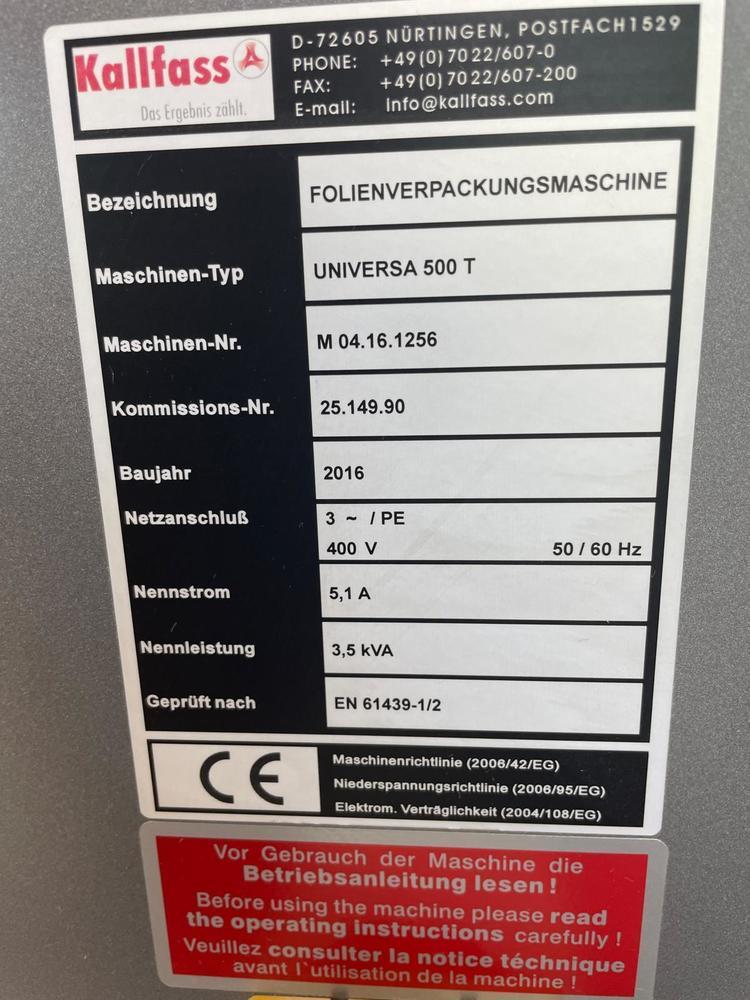 Kallfass
Das Ergebnis zählt.
D-72605 NÜRTINGEN, POSTFACH1529
PHONE: +49(0)7022/607-0
FAX: +49(0)7022/607-200
E-mail: info@kallfass.com
Bezeichnung FOLIENVERPACKUNGSMASCHINE
Maschinen-Typ UNIVERSA 500 T
Maschinen-Nr. M 04.16.1256
Kommissions-Nr. 25.149.90
Baujahr 2016
Netzanschluß 3 ~ / PE
400 V 50 / 60 Hz
Nennstrom 5,1 A
Nennleistung 3,5 kVA
Geprüft nach EN 61439-1/2
CE
Maschinenrichtlinie (2006/42/EG)
Niederspannungsrichtlinie (2006/95/EG)
Elektrom. Verträglichkeit (2004/108/EG)
Vor Gebrauch der Maschine die
Betriebsanleitung lesen !
Before using the machine please read
the operating instructions carefully !
Veuillez consulter la notice téchnique
avant l`utilisation de la machine !